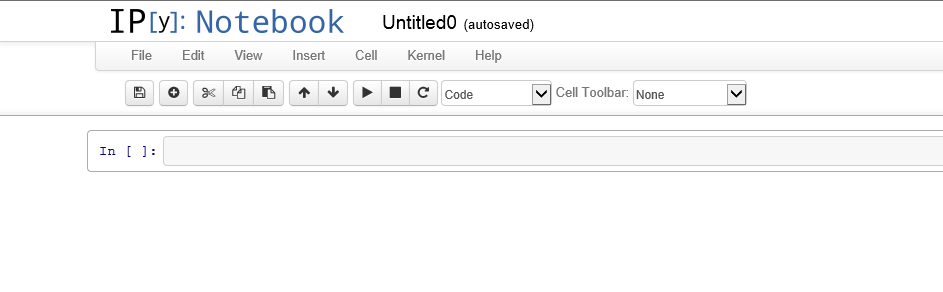 IP[y]: Notebook Untitled0 (autosaved)
File Edit View Insert Cell Kernel Help
Code Cell Toolbar: None
In [ ]: